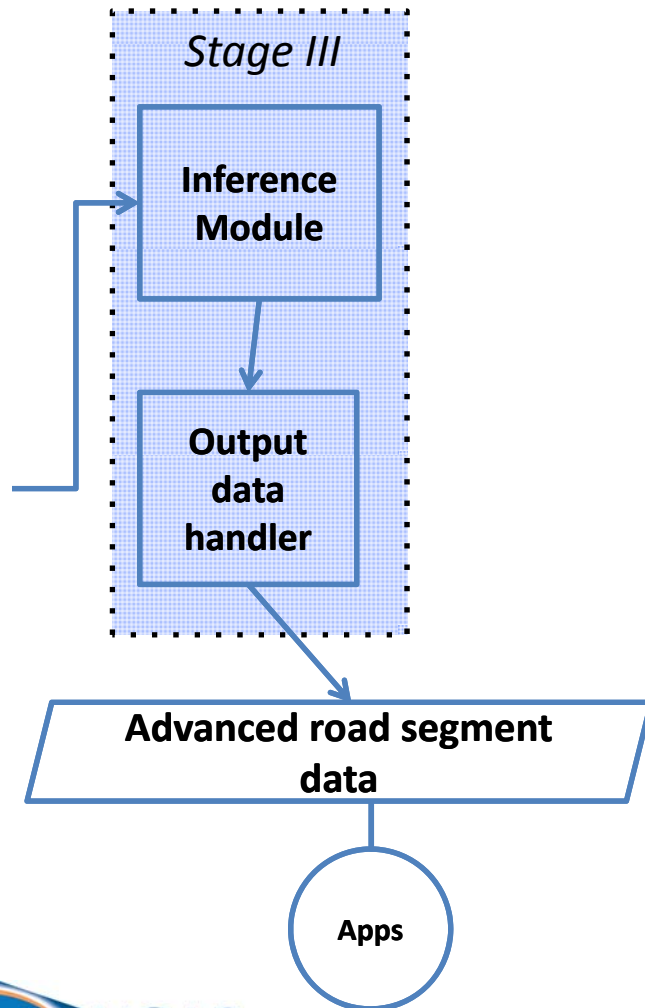 Stage III
Inference
Module
Output
data
handler
Advanced road segment
data
Apps